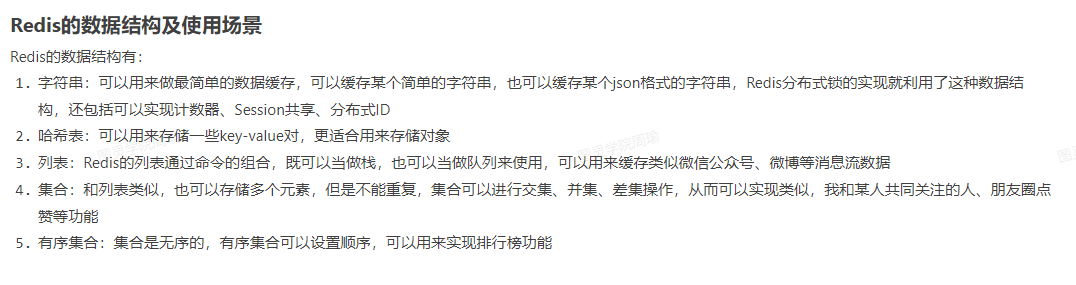 Redis的数据结构及使用场景
Redis的数据结构有：
1. 字符串：可以用来做最简单的数据缓存，可以缓存某个简单的字符串，也可以缓存某个json格式的字符串，Redis分布式锁的实现就利用了这种数据结
构，还包括可以实现计数器、Session共享、分布式ID
2. 哈希表：可以用来存储一些key-value对，更适合用来存储对象
3. 列表：Redis的列表通过命令的组合，既可以当做栈，也可以当做队列来使用，可以用来缓存类似微信公众号、微博等消息流数据
4. 集合：和列表类似，也可以存储多个元素，但是不能重复，集合可以进行交集、并集、差集操作，从而可以实现类似，我和某人共同关注的人、朋友圈点
赞等功能
5. 有序集合：集合是无序的，有序集合可以设置顺序，可以用来实现排行榜功能